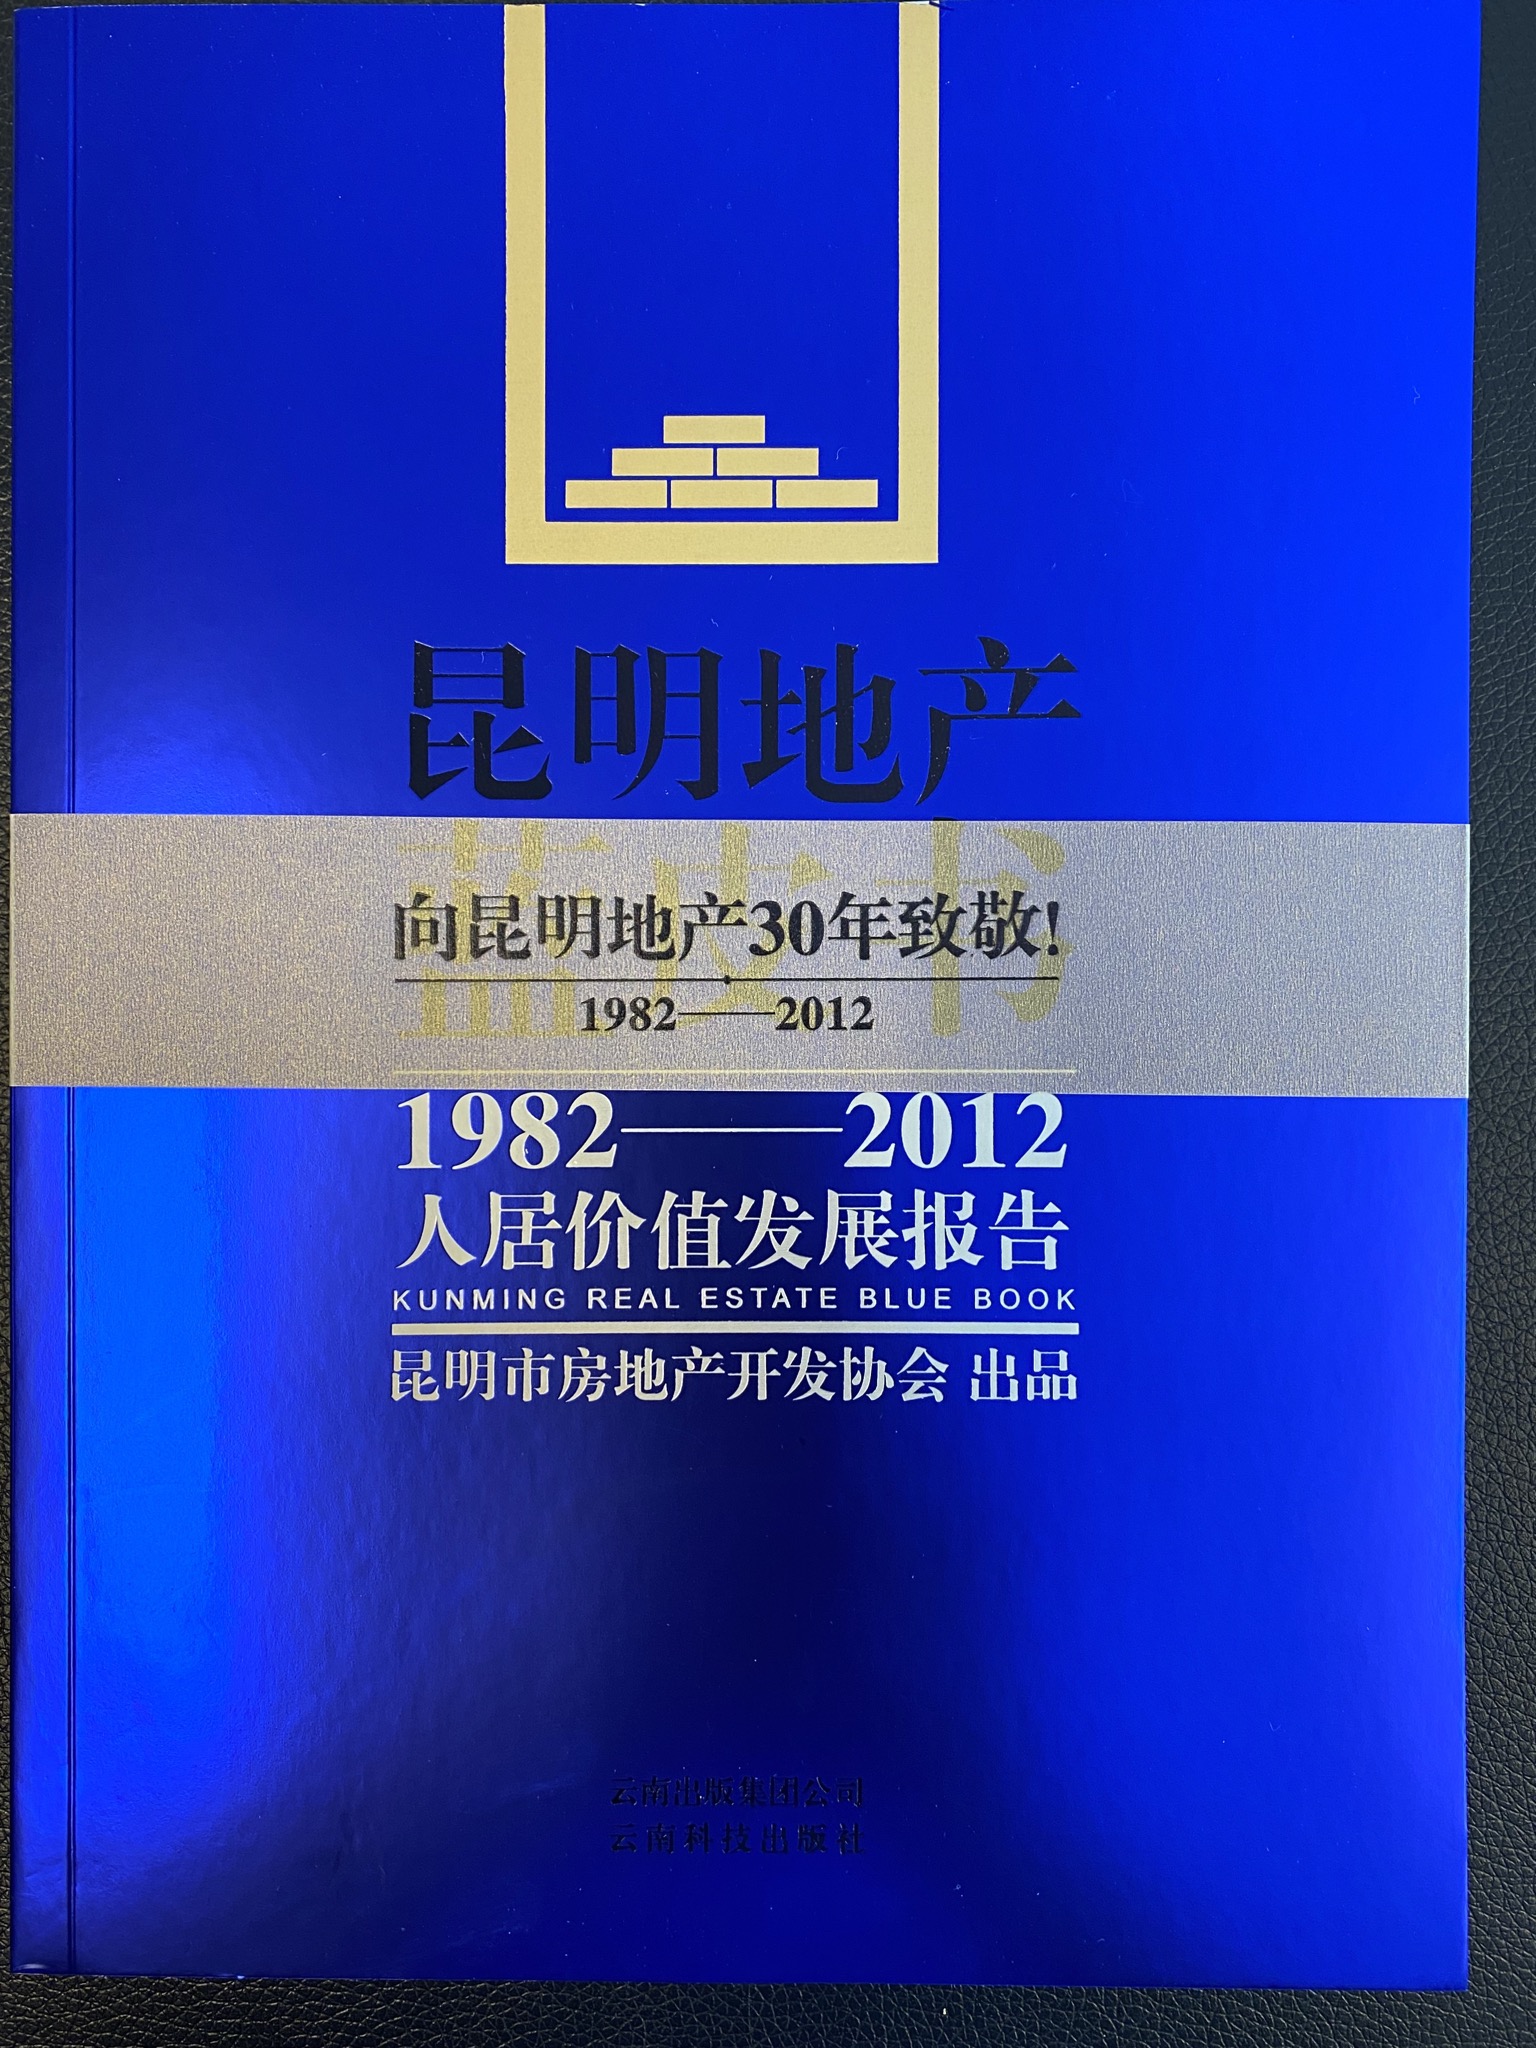 昆明地产
蓝皮书
向昆明地产30年致敬!
1982——2012
1982——2012
人居价值发展报告
KUNMING REAL ESTATE BLUE BOOK
昆明市房地产开发协会 出品
云南出版集团公司
云南科技出版社